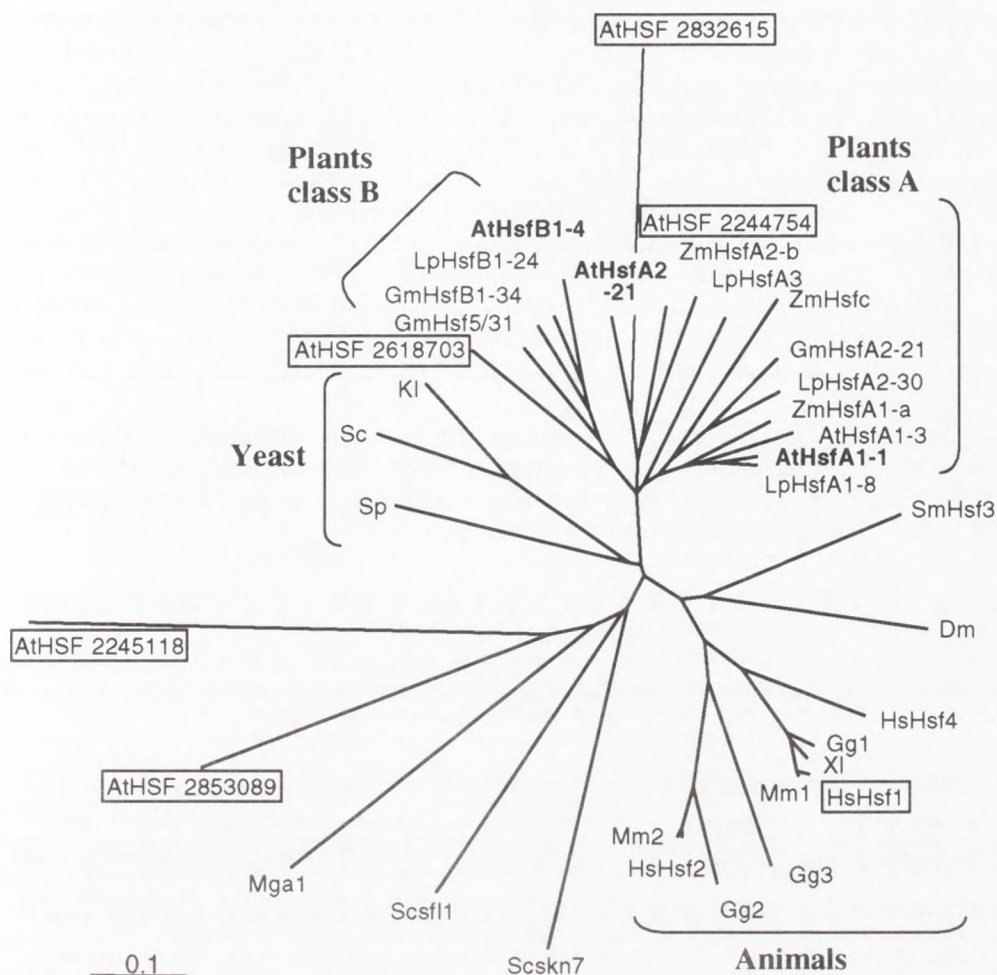 AtHSF 2832615
Plants
class B
Plants
class A
AtHSF 2244754
AtHsfB1-4
ZmHsfA2-b
LpHsfB1-24
AtHsfA2
-21
LpHsfA3
GmHsfB1-34
ZmHsfc
GmHsf5/31
AtHSF 2618703
GmHsfA2-21
Kl
LpHsfA2-30
ZmHsfA1-a
Sc
AtHsfA1-3
Yeast
AtHsfA1-1
LpHsfA1-8
Sp
SmHsf3
Dm
AtHSF 2245118
HsHsf4
Gg1
Xl
AtHSF 2853089
Mm1
HsHsf1
Mm2
HsHsf2
Gg3
Mga1
Scsfl1
Gg2
Scskn7
Animals
0.1